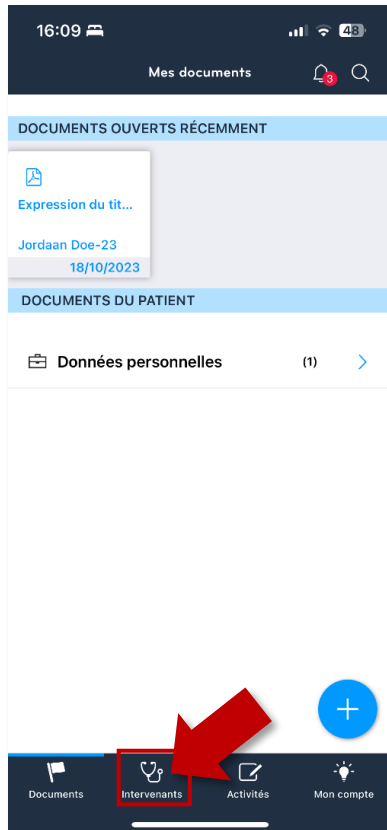 16:09
48
Mes documents
3
DOCUMENTS OUVERTS RÉCEMMENT
Expression du tit...
Jordaan Doe-23
18/10/2023
DOCUMENTS DU PATIENT
Données personnelles (1)
Documents Intervenants Activités Mon compte